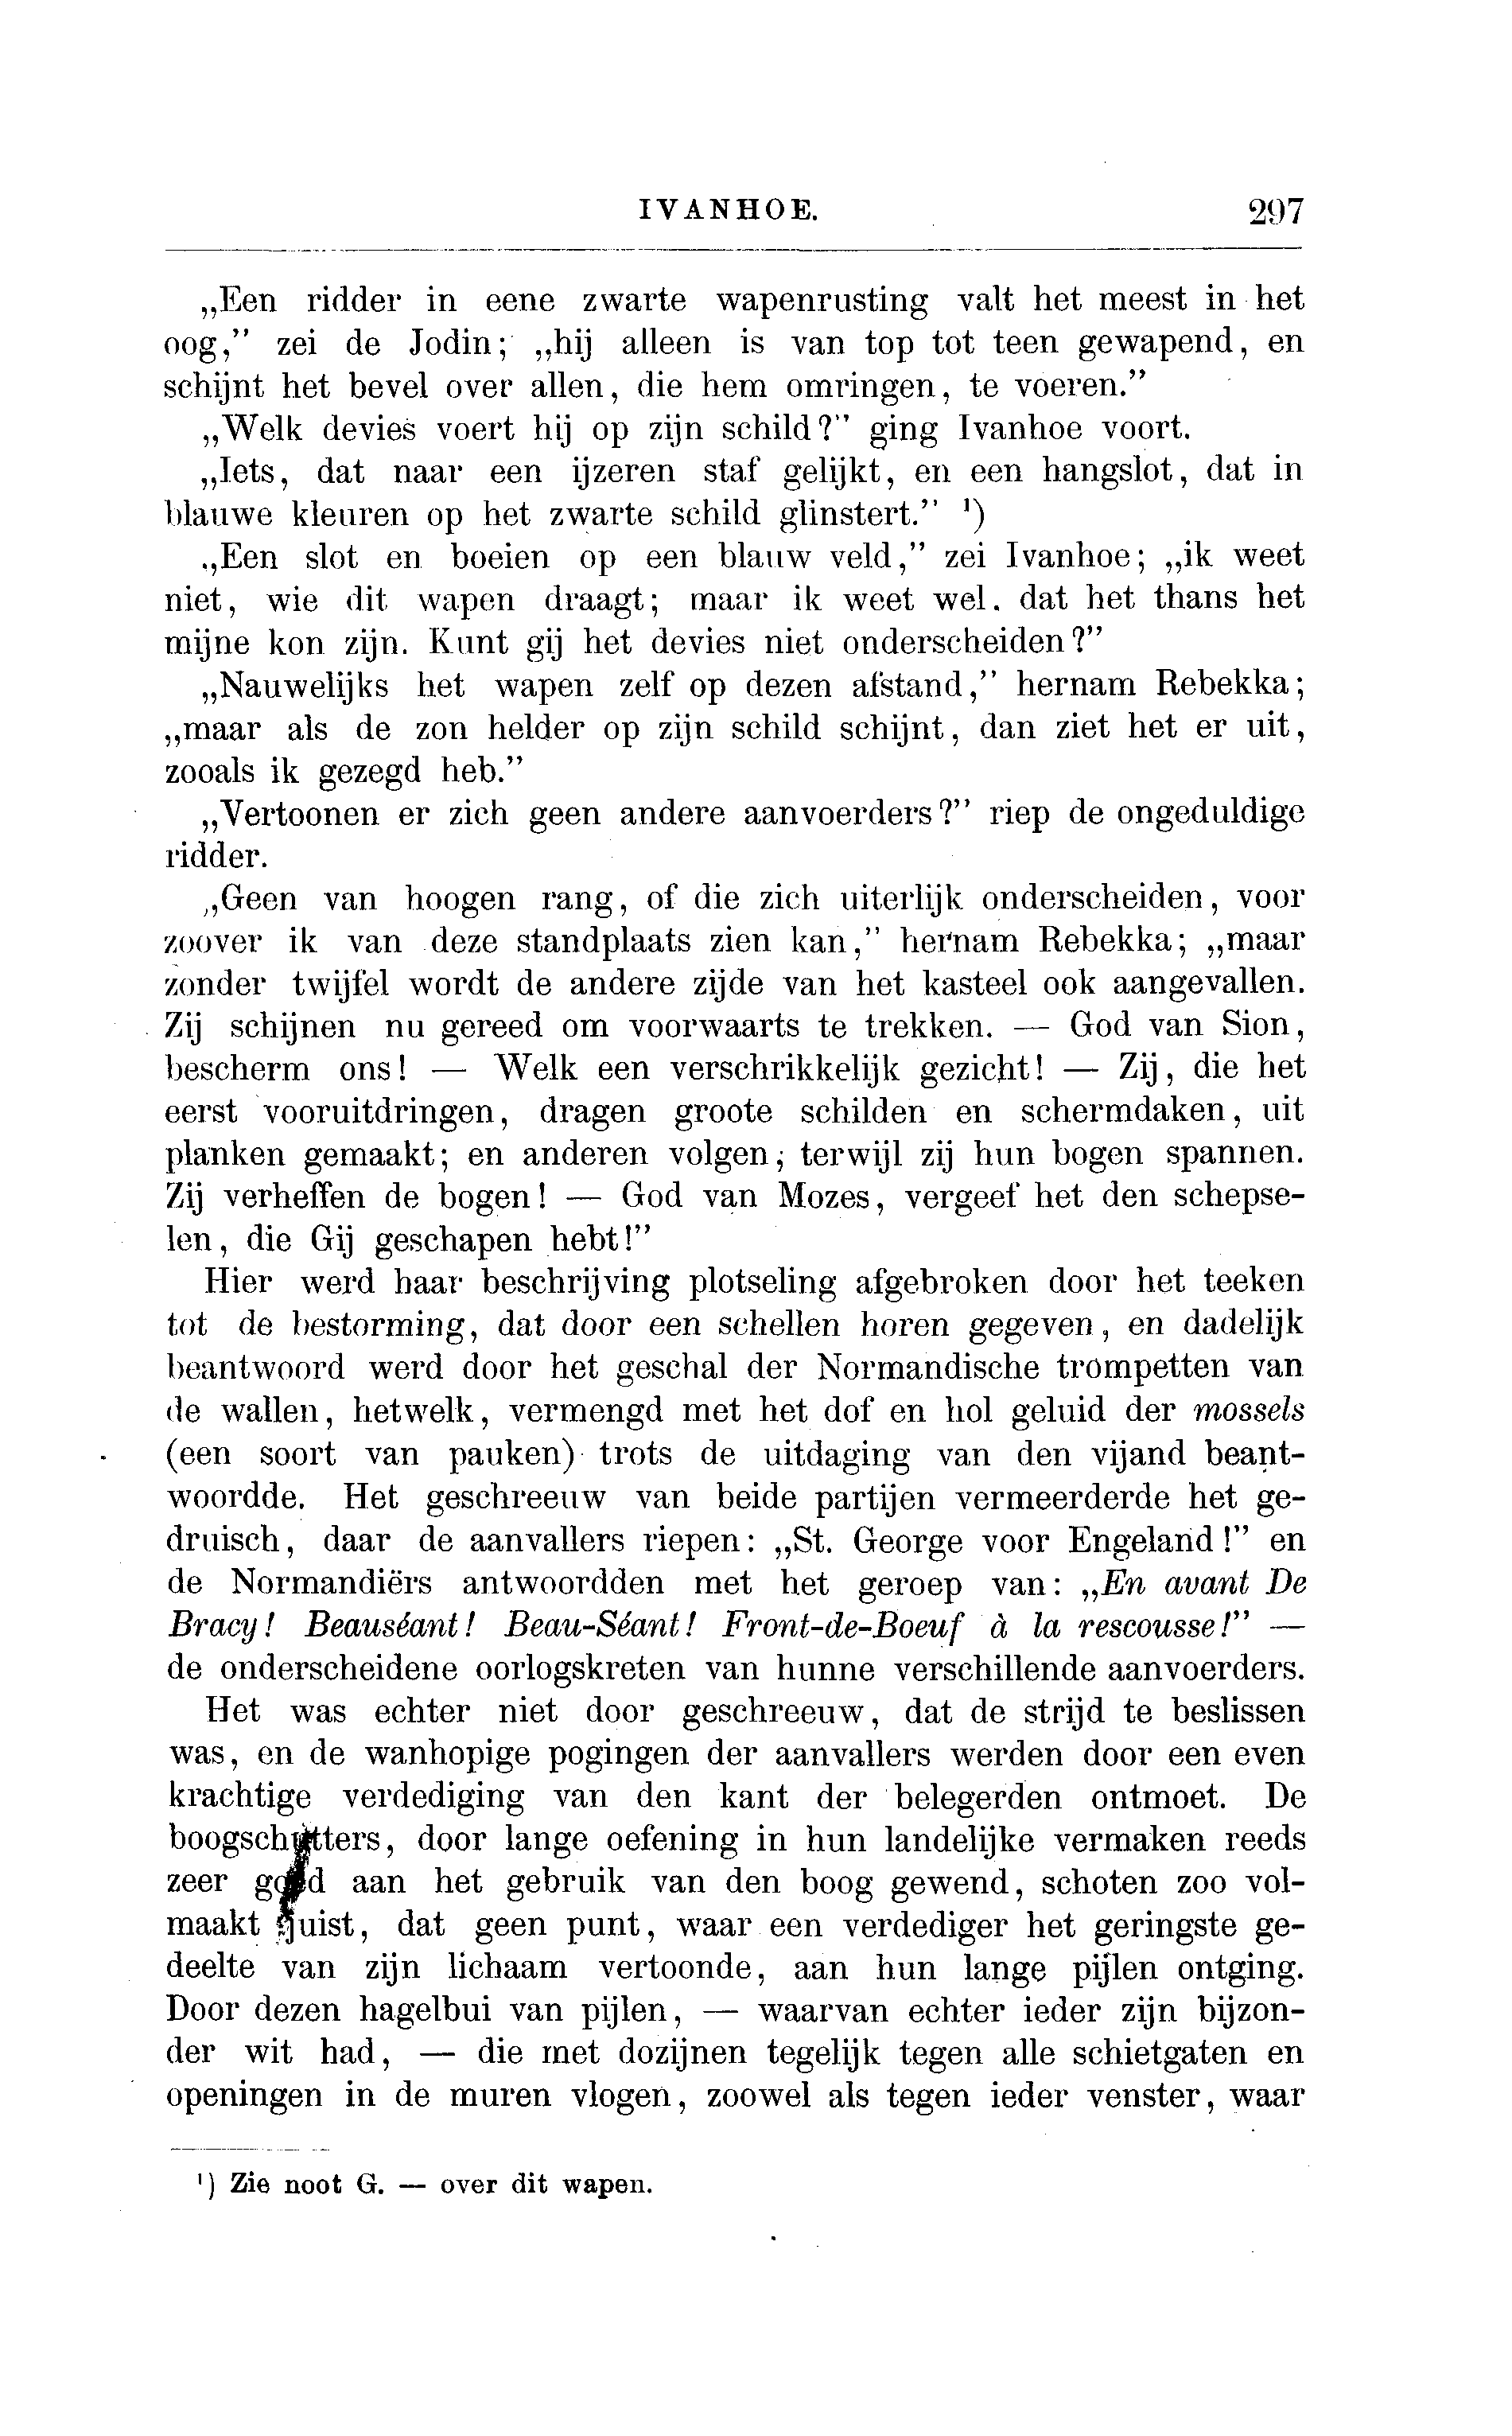 IVANHOE. 297
„Een ridder in eene zwarte wapenrusting valt het meest in het
oog,” zei de Jodin; „hij alleen is van top tot teen gewapend, en
schijnt het bevel over allen, die hem omringen, te voeren.”
„Welk devies voert hij op zijn schild?” ging Ivanhoe voort.
„Iets, dat naar een ijzeren staf gelijkt, en een hangslot, dat in
blauwe kleuren op het zwarte schild glinstert.” ¹)
„Een slot en boeien op een blauw veld,” zei Ivanhoe; „ik weet
niet, wie dit wapen draagt; maar ik weet wel. dat het thans het
mijne kon zijn. Kunt gij het devies niet onderscheiden?”
„Nauwelijks het wapen zelf op dezen afstand,” hernam Rebekka;
„maar als de zon helder op zijn schild schijnt, dan ziet het er uit,
zooals ik gezegd heb.”
„Vertoonen er zich geen andere aanvoerders?” riep de ongeduldige
ridder.
„Geen van hoogen rang, of die zich uiterlijk onderscheiden, voor
zoover ik van deze standplaats zien kan,” hernam Rebekka; „maar
zonder twijfel wordt de andere zijde van het kasteel ook aangevallen.
Zij schijnen nu gereed om voorwaarts te trekken. — God van Sion,
bescherm ons! — Welk een verschrikkelijk gezicht! — Zij, die het
eerst vooruitdringen, dragen groote schilden en schermdaken, uit
planken gemaakt; en anderen volgen, terwijl zij hun bogen spannen.
Zij verheffen de bogen! — God van Mozes, vergeef het den schepse-
len, die Gij geschapen hebt!”
Hier werd haar beschrijving plotseling afgebroken door het teeken
tot de bestorming, dat door een schellen horen gegeven, en dadelijk
beantwoord werd door het geschal der Normandische trompetten van
de wallen, hetwelk, vermengd met het dof en hol geluid der mossels
(een soort van pauken) trots de uitdaging van den vijand beant-
woordde. Het geschreeuw van beide partijen vermeerderde het ge-
druisch, daar de aanvallers riepen: „St. George voor Engeland!” en
de Normandiërs antwoordden met het geroep van: „En avant De
Bracy! Beauséant! Beau-Séant! Front-de-Boeuf à la rescousse!” —
de onderscheidene oorlogskreten van hunne verschillende aanvoerders.
Het was echter niet door geschreeuw, dat de strijd te beslissen
was, en de wanhopige pogingen der aanvallers werden door een even
krachtige verdediging van den kant der belegerden ontmoet. De
boogschutters, door lange oefening in hun landelijke vermaken reeds
zeer goed aan het gebruik van den boog gewend, schoten zoo vol-
maakt juist, dat geen punt, waar een verdediger het geringste ge-
deelte van zijn lichaam vertoonde, aan hun lange pijlen ontging.
Door dezen hagelbui van pijlen, — waarvan echter ieder zijn bijzon-
der wit had, — die met dozijnen tegelijk tegen alle schietgaten en
openingen in de muren vlogen, zoowel als tegen ieder venster, waar
¹) Zie noot G. — over dit wapen.